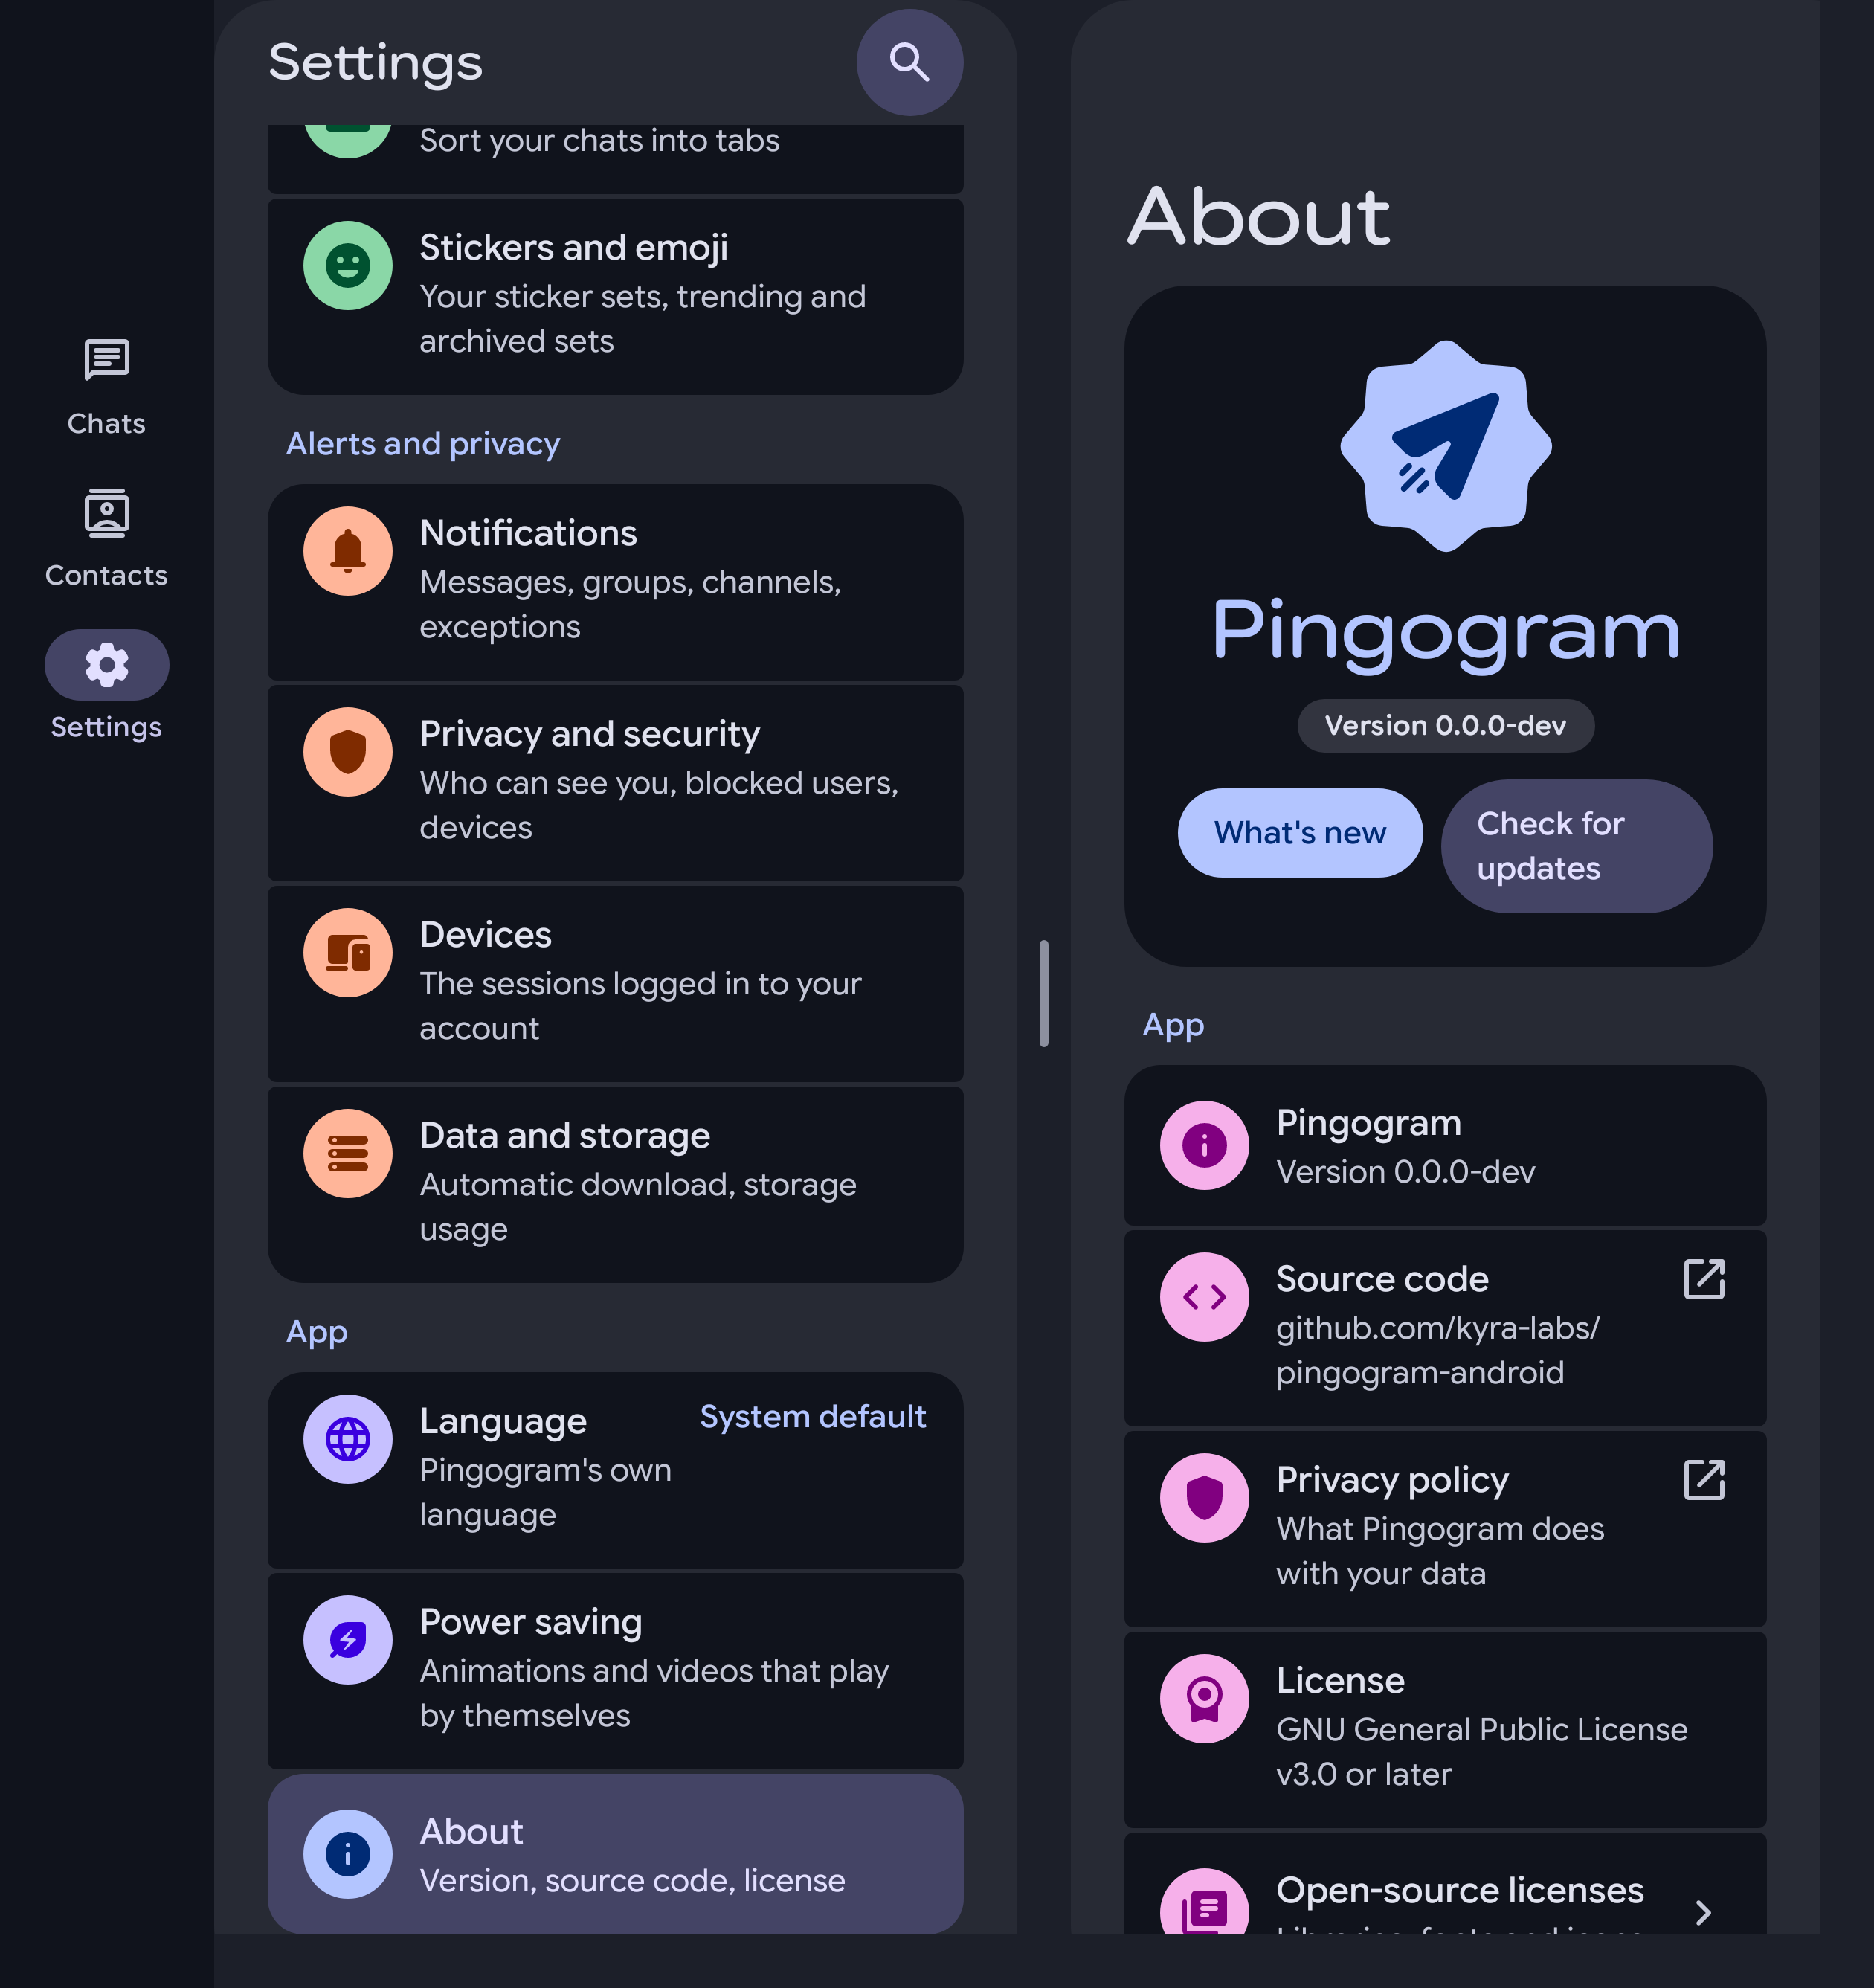 Chats
Contacts
Settings
Settings
Sort your chats into tabs
Stickers and emoji
Your sticker sets, trending and
archived sets
Alerts and privacy
Notifications
Messages, groups, channels,
exceptions
Privacy and security
Who can see you, blocked users,
devices
Devices
The sessions logged in to your
account
Data and storage
Automatic download, storage
usage
App
Language
System default
Pingogram's own
language
Power saving
Animations and videos that play
by themselves
About
Version, source code, license
About
Pingogram
Version 0.0.0-dev
What's new
Check for
updates
App
Pingogram
Version 0.0.0-dev
Source code
github.com/kyra-labs/
pingogram-android
Privacy policy
What Pingogram does
with your data
License
GNU General Public License
v3.0 or later
Open-source licenses
Libraries, fonts and icons